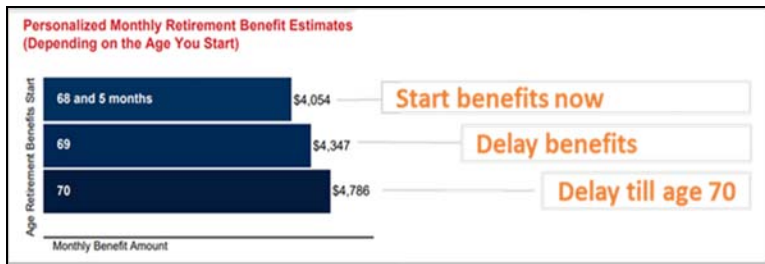 Personalized Monthly Retirement Benefit Estimates
(Depending on the Age You Start)
Age Retirement Benefits Start
68 and 5 months $4,054 Start benefits now
69 $4,347 Delay benefits
70 $4,786 Delay till age 70
Monthly Benefit Amount